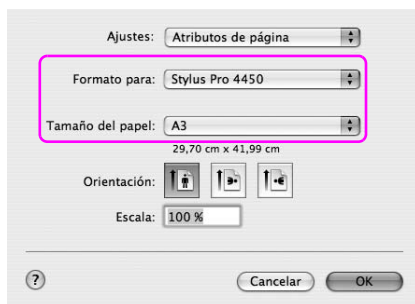 Ajustes: Atributos de página
Formato para: Stylus Pro 4450
Tamaño del papel: A3
29,70 cm x 41,99 cm
Orientación:
Escala: 100 %
? Cancelar OK